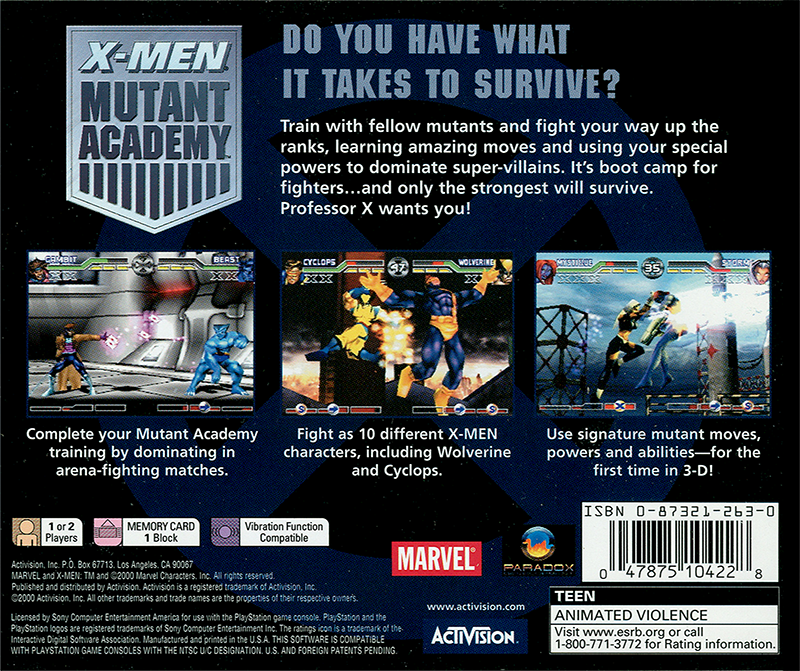 X-MEN
MUTANT
ACADEMY
DO YOU HAVE WHAT
IT TAKES TO SURVIVE?
Train with fellow mutants and fight your way up the
ranks, learning amazing moves and using your special
powers to dominate super-villains. It's boot camp for
fighters...and only the strongest will survive.
Professor X wants you!
GAMBIT
BEAST
CYCLOPS
47
WOLVERINE
MYSTIQUE
35
STORM
Complete your Mutant Academy
training by dominating in
arena-fighting matches.
Fight as 10 different X-MEN
characters, including Wolverine
and Cyclops.
Use signature mutant moves,
powers and abilities—for the
first time in 3-D!
1 or 2
Players
MEMORY CARD
1 Block
Vibration Function
Compatible
Activision, Inc. P.O. Box 67713, Los Angeles, CA 90067
MARVEL and X-MEN: TM and ©2000 Marvel Characters, Inc. All rights reserved.
Published and distributed by Activision. Activision is a registered trademark of Activision, Inc.
©2000 Activision, Inc. All other trademarks and trade names are the properties of their respective owners.
Licensed by Sony Computer Entertainment America for use with the PlayStation game console. PlayStation and the
PlayStation logos are registered trademarks of Sony Computer Entertainment Inc. The ratings icon is a trademark of the
Interactive Digital Software Association. Manufactured and printed in the U.S.A. THIS SOFTWARE IS COMPATIBLE
WITH PLAYSTATION GAME CONSOLES WITH THE NTSC U/C DESIGNATION. U.S. AND FOREIGN PATENTS PENDING.
MARVEL
PARADOX
www.activision.com
ACTIVISION.
ISBN 0-87321-263-0
0 47875 10422 8
TEEN
ANIMATED VIOLENCE
Visit www.esrb.org or call
1-800-771-3772 for Rating information.